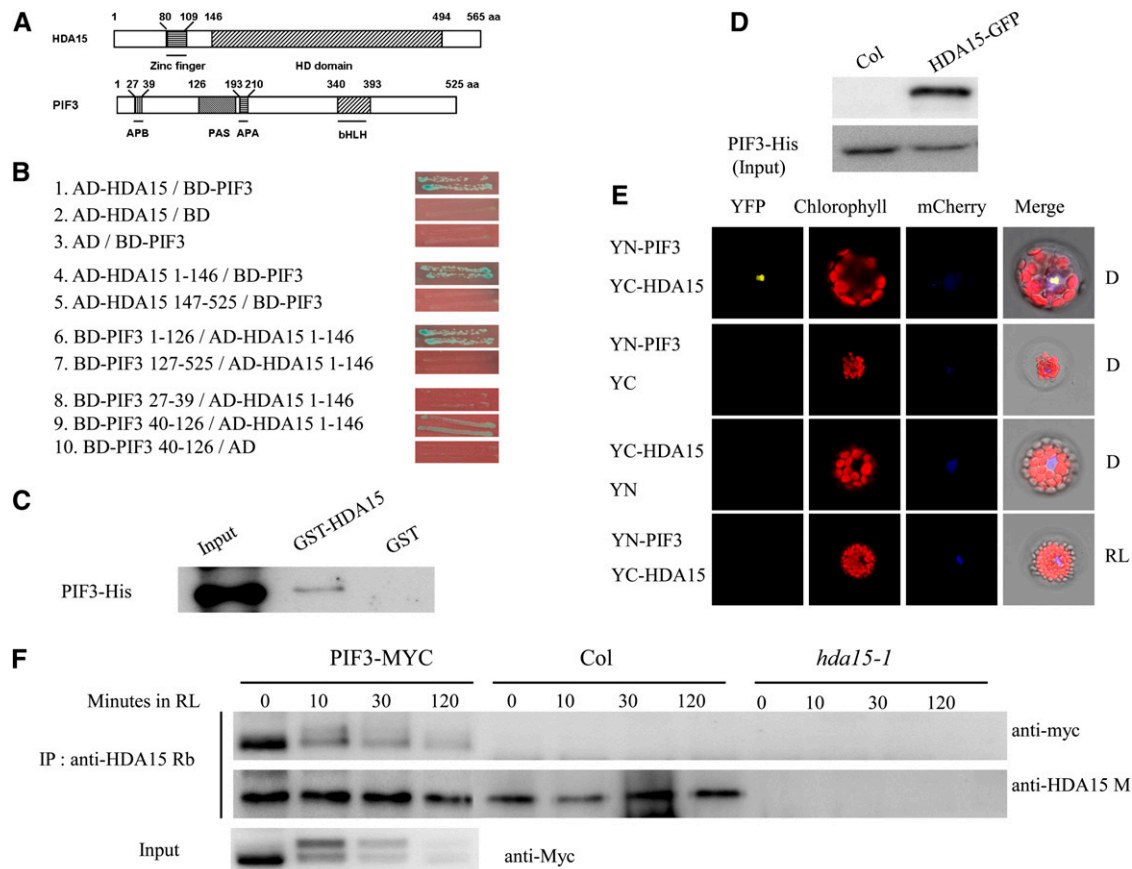 A
1 80 109 146 494 565 aa
HDA15
Zinc finger HD domain
1 27 39 126 193 210 340 393 525 aa
PIF3
APB PAS APA bHLH
B
1. AD-HDA15 / BD-PIF3
2. AD-HDA15 / BD
3. AD / BD-PIF3
4. AD-HDA15 1-146 / BD-PIF3
5. AD-HDA15 147-525 / BD-PIF3
6. BD-PIF3 1-126 / AD-HDA15 1-146
7. BD-PIF3 127-525 / AD-HDA15 1-146
8. BD-PIF3 27-39 / AD-HDA15 1-146
9. BD-PIF3 40-126 / AD-HDA15 1-146
10. BD-PIF3 40-126 / AD
C
Input GST-HDA15 GST
PIF3-His
D
Col HDA15-GFP
PIF3-His
(Input)
E
YFP Chlorophyll mCherry Merge
YN-PIF3
YC-HDA15
D
YN-PIF3
YC
D
YC-HDA15
YN
D
YN-PIF3
YC-HDA15
RL
F
PIF3-MYC Col hda15-1
Minutes in RL 0 10 30 120 0 10 30 120 0 10 30 120
anti-myc
IP : anti-HDA15 Rb
anti-HDA15 M
Input anti-Myc